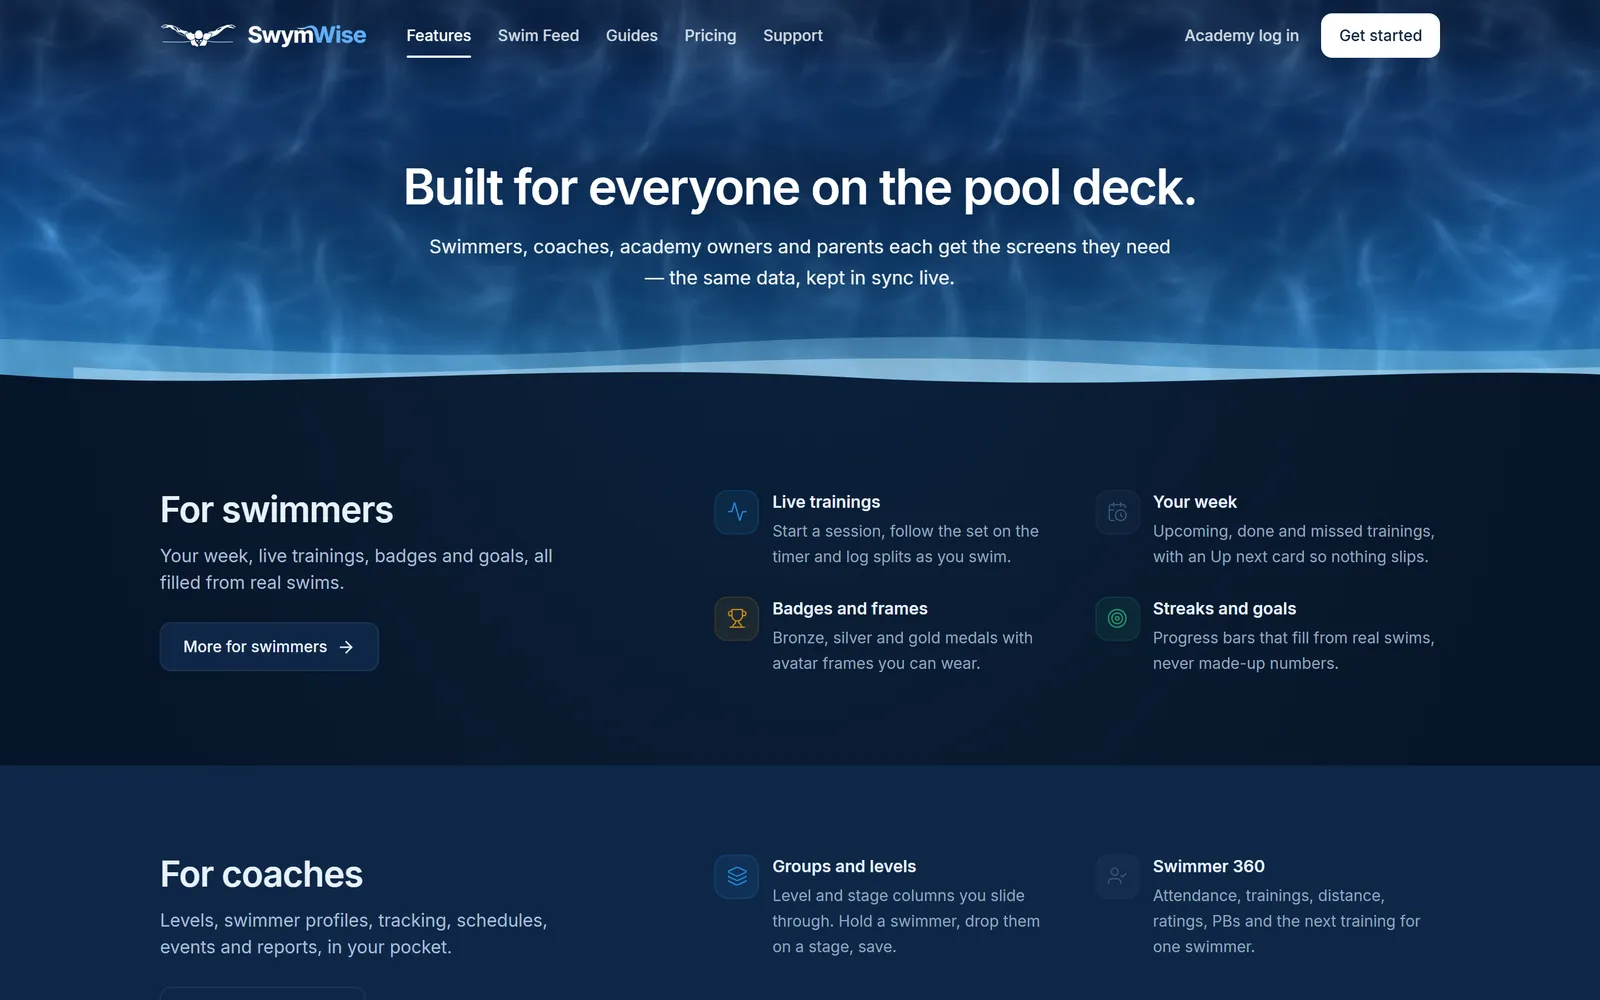 SwymWise
Features
Swim Feed
Guides
Pricing
Support
Academy log in
Get started
Built for everyone on the pool deck.
Swimmers, coaches, academy owners and parents each get the screens they need
— the same data, kept in sync live.
For swimmers
Your week, live trainings, badges and goals, all
filled from real swims.
More for swimmers
Live trainings
Start a session, follow the set on the
timer and log splits as you swim.
Your week
Upcoming, done and missed trainings,
with an Up next card so nothing slips.
Badges and frames
Bronze, silver and gold medals with
avatar frames you can wear.
Streaks and goals
Progress bars that fill from real swims,
never made-up numbers.
For coaches
Levels, swimmer profiles, tracking, schedules,
events and reports, in your pocket.
Groups and levels
Level and stage columns you slide
through. Hold a swimmer, drop them
on a stage, save.
Swimmer 360
Attendance, trainings, distance,
ratings, PBs and the next training for
one swimmer.